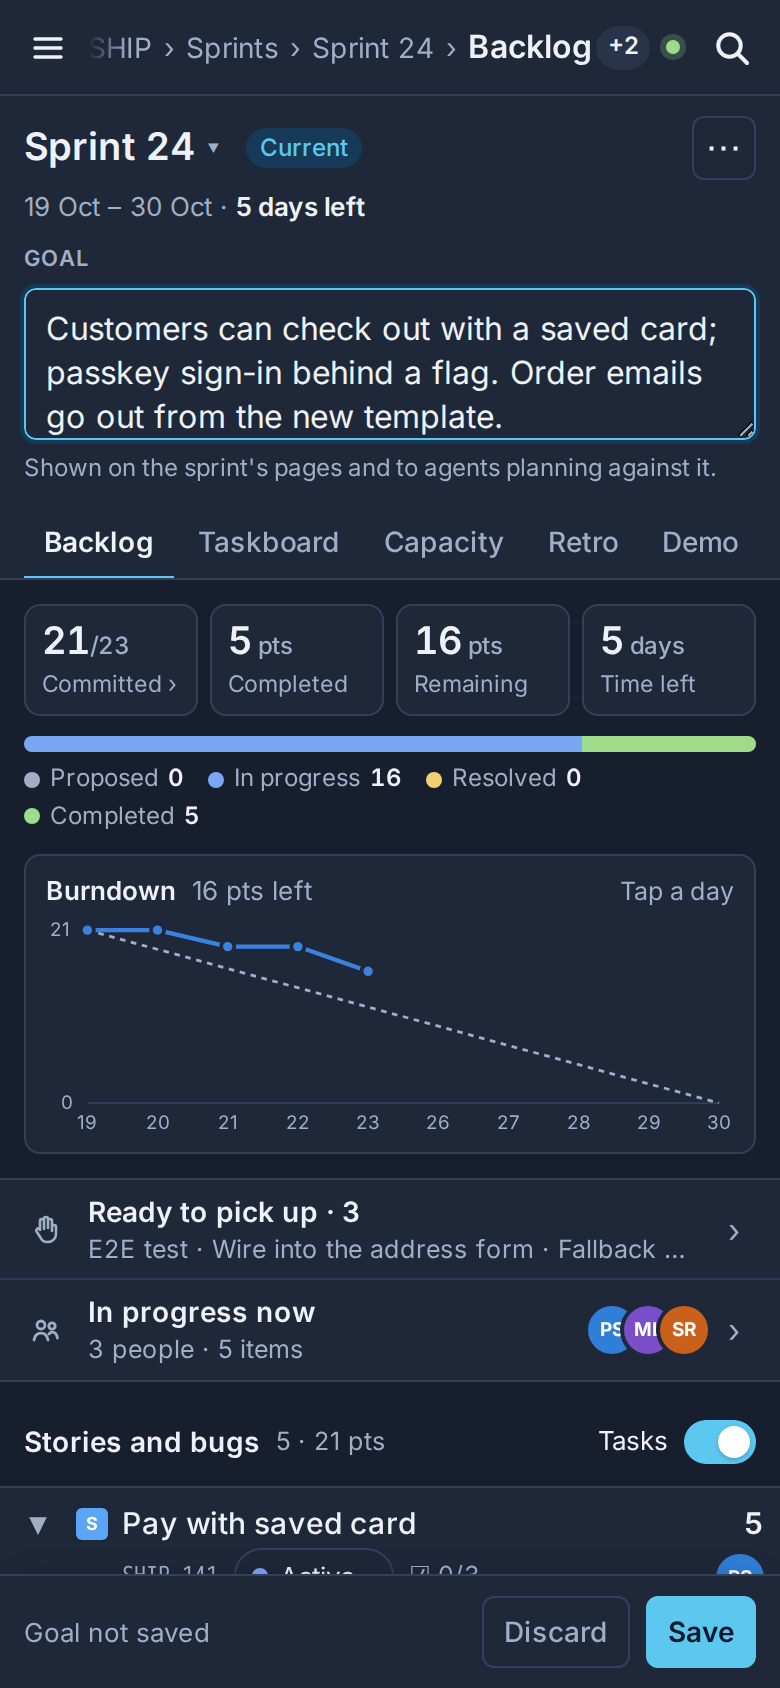 SHIP › Sprints › Sprint 24 › Backlog +2
Sprint 24 ▾ Current ···
19 Oct – 30 Oct · 5 days left
GOAL
Customers can check out with a saved card;
passkey sign-in behind a flag. Order emails
go out from the new template.
Shown on the sprint's pages and to agents planning against it.
Backlog Taskboard Capacity Retro Demo
21/23 5 pts 16 pts 5 days
Committed › Completed Remaining Time left
Proposed 0 In progress 16 Resolved 0
Completed 5
Burndown 16 pts left Tap a day
21
0
19 20 21 22 23 26 27 28 29 30
Ready to pick up · 3
E2E test · Wire into the address form · Fallback ... ›
In progress now
3 people · 5 items PS SR ›
Stories and bugs 5 · 21 pts Tasks
▼ S Pay with saved card 5
SHIP-141 Active 0/3
Goal not saved Discard Save